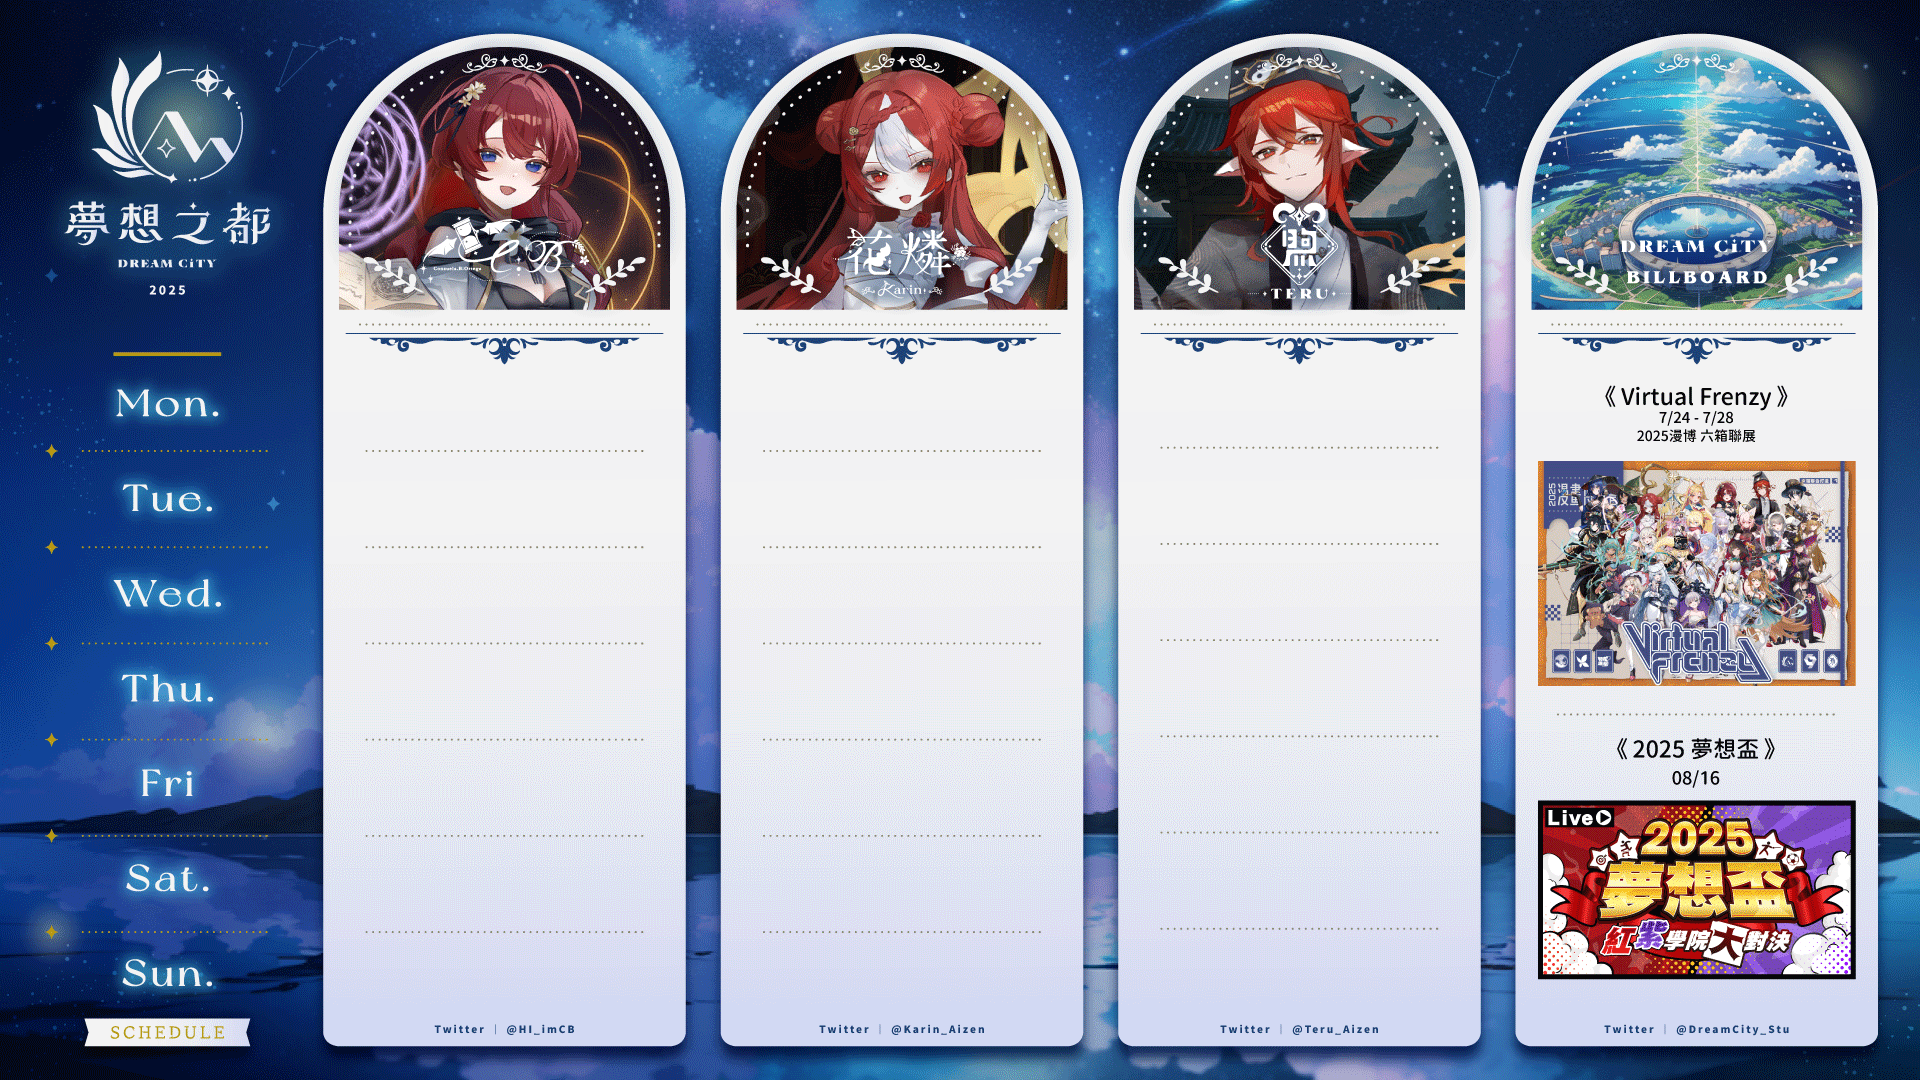 夢想之都
DREAM CiTY
2025
Mon.
Tue.
Wed.
Thu.
Fri
Sat.
Sun.
SCHEDULE
C.B
Twitter | @HI_imCB
花燐
Karin
Twitter | @Karin_Aizen
煦
TERU
Twitter | @Teru_Aizen
DREAM CiTY
BILLBOARD
《 Virtual Frenzy 》
7/24 - 7/28
2025漫博 六箱聯展
2025
Virtual
Frenzy
《 2025 夢想盃 》
08/16
Live
2025
夢想盃
紅紫學院大對決
Twitter | @DreamCity_Stu